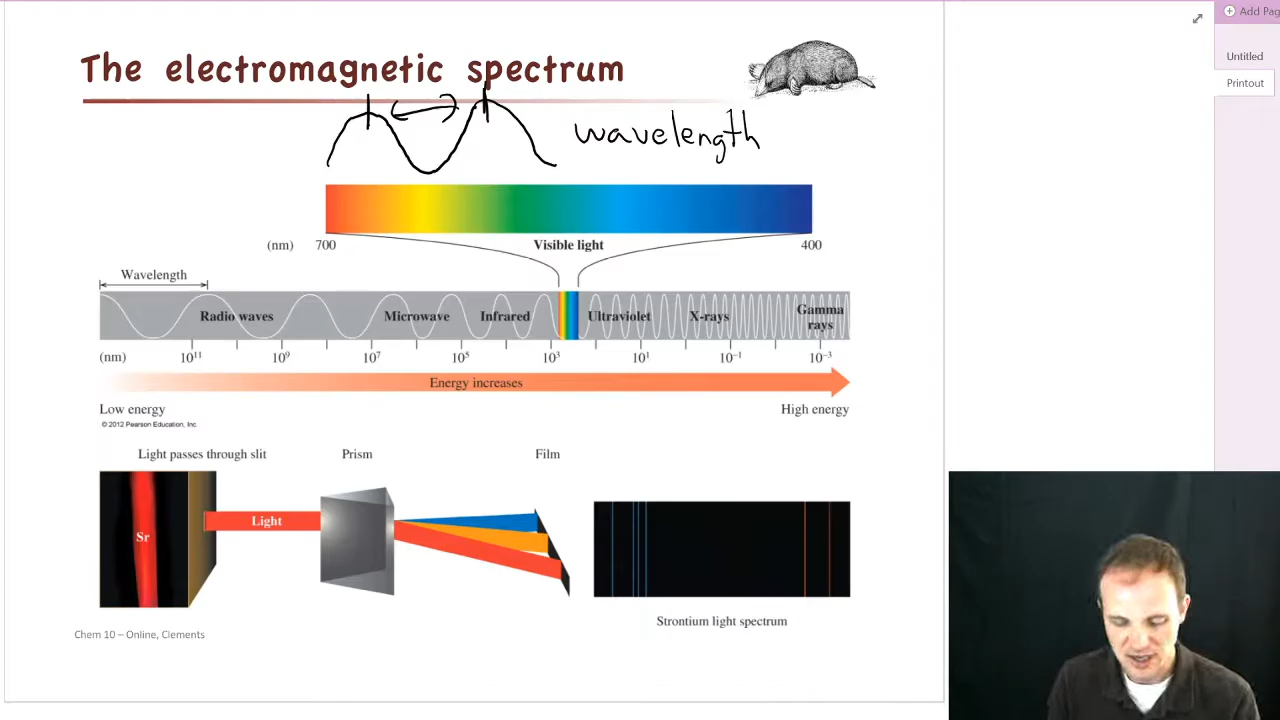 Add Pag
Untitled
Printout
The electromagnetic spectrum
wavelength
(nm) 700 Visible light 400
Wavelength
Radio waves Microwave Infrared Ultraviolet X-rays Gamma rays
(nm) 10¹¹ 10⁹ 10⁷ 10⁵ 10³ 10¹ 10⁻¹ 10⁻³
Energy increases
Low energy High energy
© 2012 Pearson Education, Inc.
Light passes through slit Prism Film
Sr Light
Strontium light spectrum
Chem 10 – Online, Clements